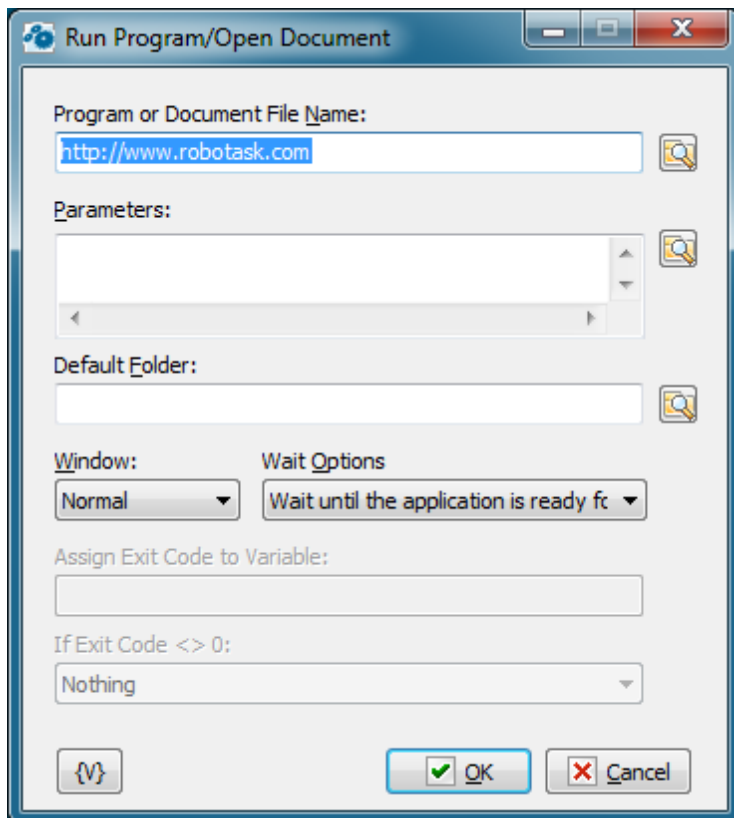 Run Program/Open Document
Program or Document File Name:
http://www.robotask.com
Parameters:
Default Folder:
Window: Wait Options
Normal Wait until the application is ready fo
Assign Exit Code to Variable:
If Exit Code <> 0:
Nothing
{V} OK Cancel